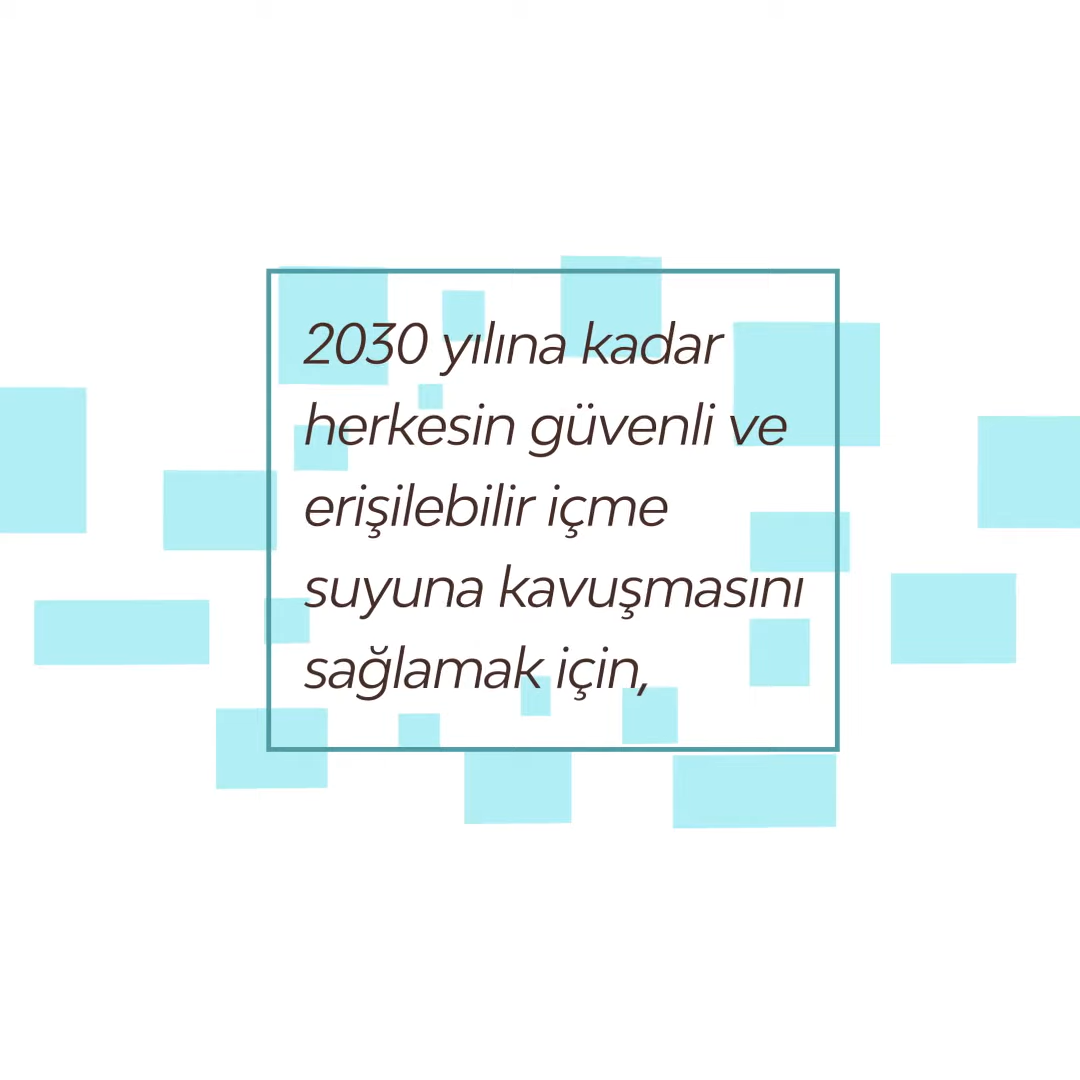 2030 yılına kadar
herkesin güvenli ve
erişilebilir içme
suyuna kavuşmasını
sağlamak için,